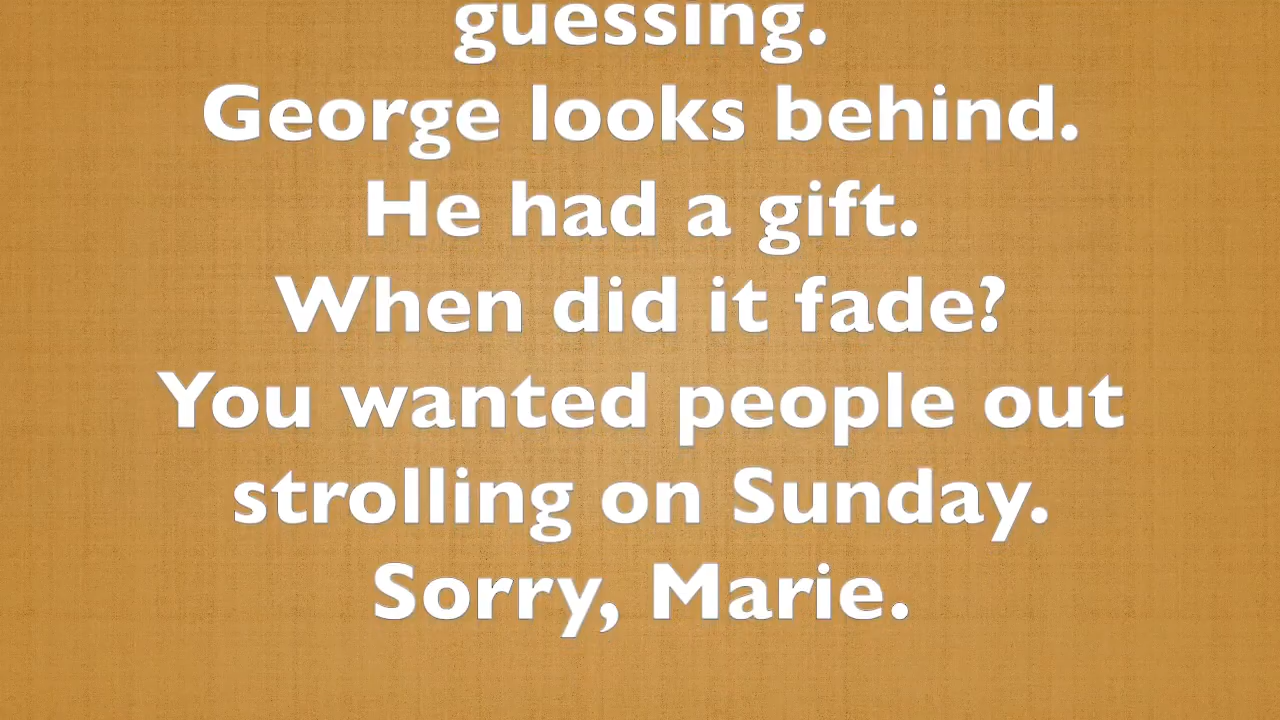 guessing.
George looks behind.
He had a gift.
When did it fade?
You wanted people out
strolling on Sunday.
Sorry, Marie.